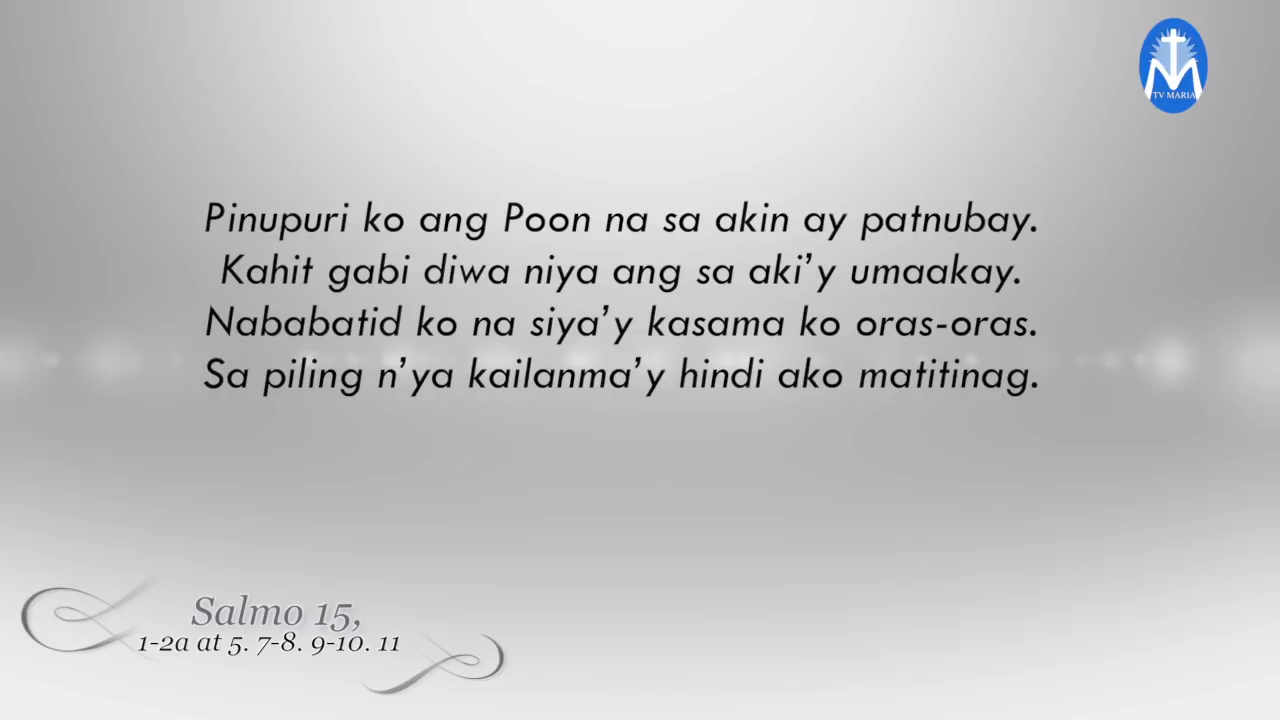 TV MARIA
Pinupuri ko ang Poon na sa akin ay patnubay.
Kahit gabi diwa niya ang sa aki’y umaakay.
Nababatid ko na siya’y kasama ko oras-oras.
Sa piling n’ya kailanma’y hindi ako matitinag.
Salmo 15,
1-2a at 5. 7-8. 9-10. 11